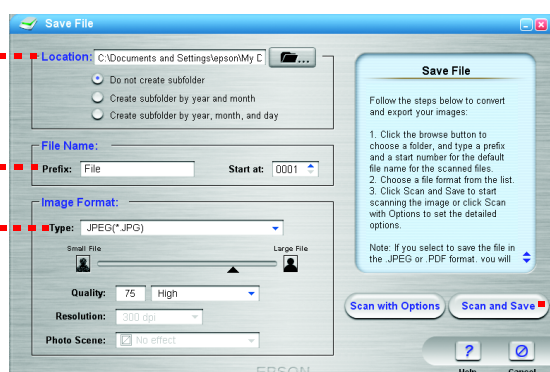 Save File
Location: C:\Documents and Settings\epson\My D
Do not create subfolder
Create subfolder by year and month
Create subfolder by year, month, and day
File Name:
Prefix: File Start at: 0001
Image Format:
Type: JPEG(*.JPG)
Small File Large File
Quality: 75 High
Resolution: 300 dpi
Photo Scene: No effect
EPSON
Save File
Follow the steps below to convert
and export your images:
1. Click the browse button to
choose a folder, and type a prefix
and a start number for the default
file name for the scanned files.
2. Choose a file format from the list.
3. Click Scan and Save to start
scanning the image or click Scan
with Options to set the detailed
options.
Note: If you select to save the file in
the .JPEG or .PDF format. you will
Scan with Options Scan and Save
?
Help Cancel